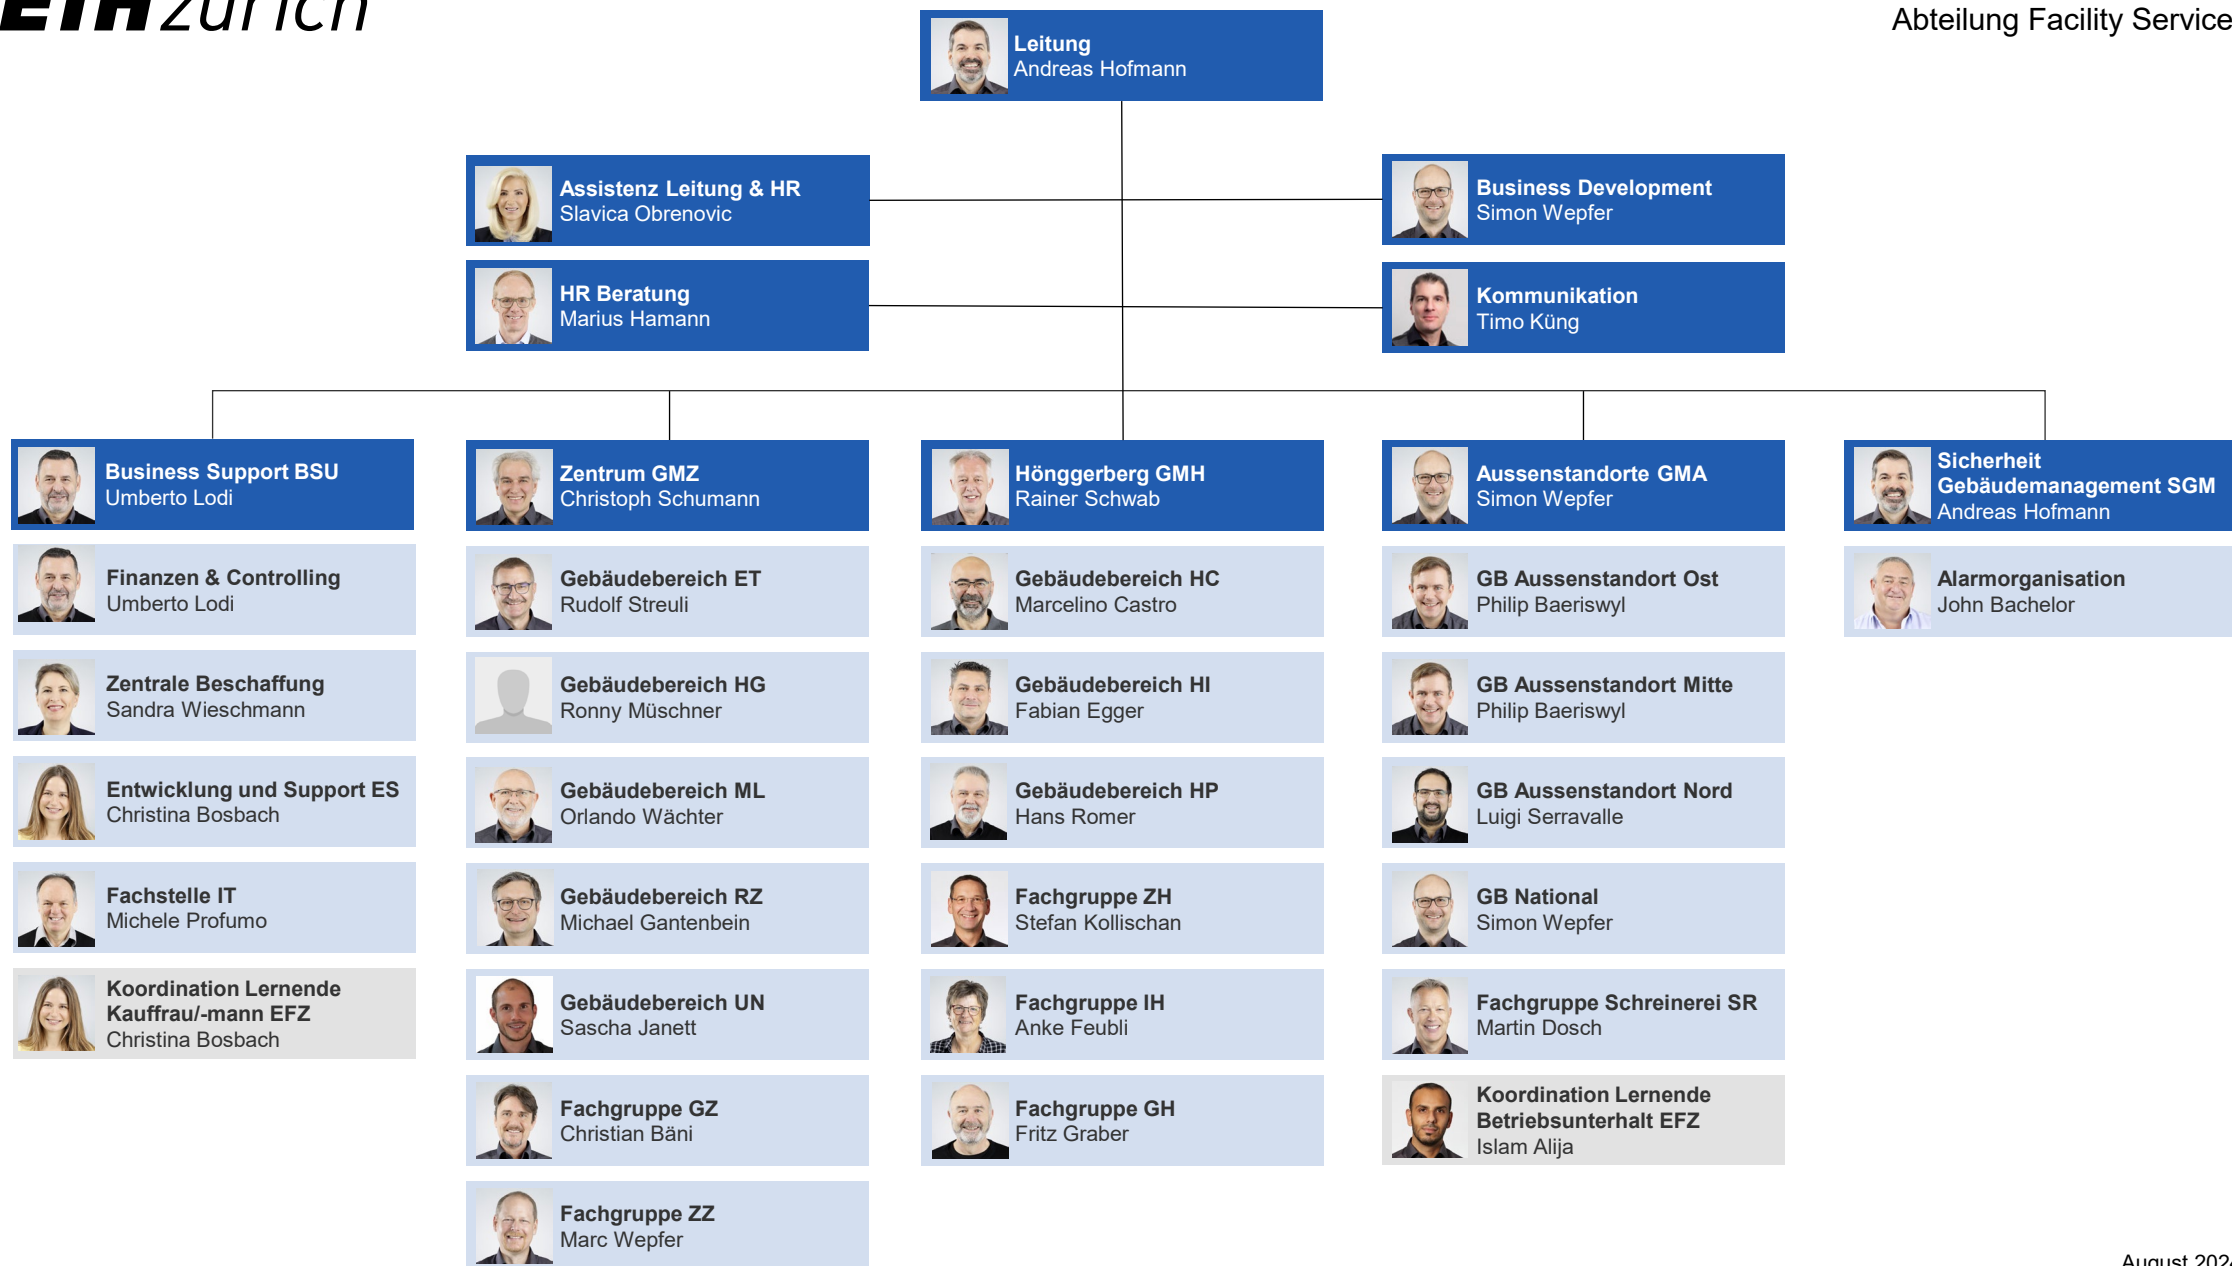 ETH zürich
Abteilung Facility Service
Leitung
Andreas Hofmann
Assistenz Leitung & HR
Slavica Obrenovic
Business Development
Simon Wepfer
HR Beratung
Marius Hamann
Kommunikation
Timo Küng
Business Support BSU
Umberto Lodi
Finanzen & Controlling
Umberto Lodi
Zentrale Beschaffung
Sandra Wieschmann
Entwicklung und Support ES
Christina Bosbach
Fachstelle IT
Michele Profumo
Koordination Lernende
Kauffrau/-mann EFZ
Christina Bosbach
Zentrum GMZ
Christoph Schumann
Gebäudebereich ET
Rudolf Streuli
Gebäudebereich HG
Ronny Müschner
Gebäudebereich ML
Orlando Wächter
Gebäudebereich RZ
Michael Gantenbein
Gebäudebereich UN
Sascha Janett
Fachgruppe GZ
Christian Bäni
Fachgruppe ZZ
Marc Wepfer
Hönggerberg GMH
Rainer Schwab
Gebäudebereich HC
Marcelino Castro
Gebäudebereich HI
Fabian Egger
Gebäudebereich HP
Hans Romer
Fachgruppe ZH
Stefan Kollischan
Fachgruppe IH
Anke Feubli
Fachgruppe GH
Fritz Graber
Aussenstandorte GMA
Simon Wepfer
GB Aussenstandort Ost
Philip Baeriswyl
GB Aussenstandort Mitte
Philip Baeriswyl
GB Aussenstandort Nord
Luigi Serravalle
GB National
Simon Wepfer
Fachgruppe Schreinerei SR
Martin Dosch
Koordination Lernende
Betriebsunterhalt EFZ
Islam Alija
Sicherheit
Gebäudemanagement SGM
Andreas Hofmann
Alarmorganisation
John Bachelor
August 2024